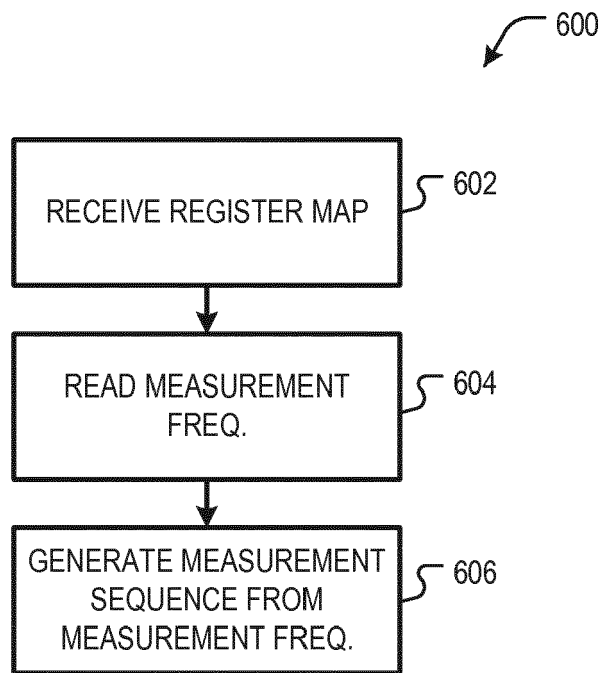 600
RECEIVE REGISTER MAP
602
READ MEASUREMENT
FREQ.
604
GENERATE MEASUREMENT
SEQUENCE FROM
MEASUREMENT FREQ.
606